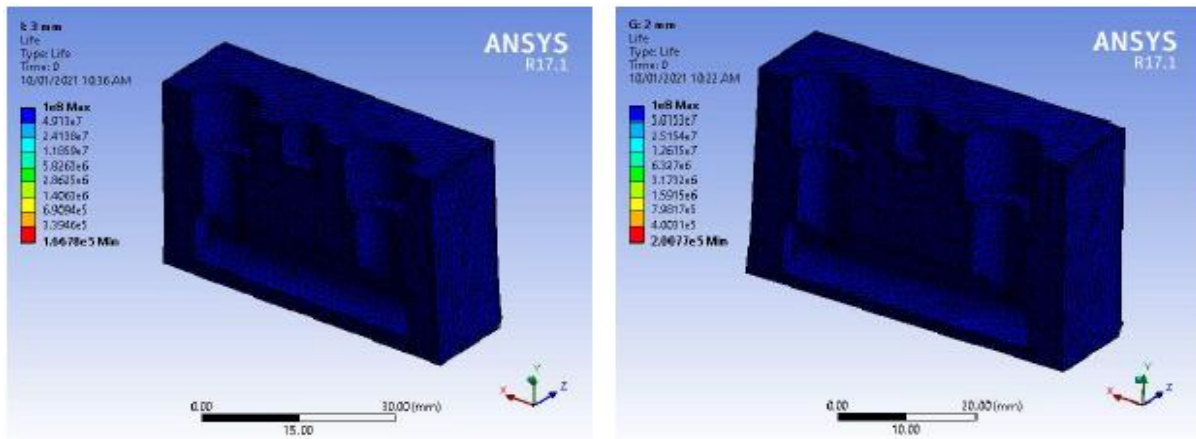 I: 3 mm
Life
Type: Life
Time: 0
10/01/2021 10:36 AM
1e8 Max
4.913e7
2.4138e7
1.1859e7
5.8263e6
2.8625e6
1.4063e6
6.9094e5
3.3946e5
1.6678e5 Min
ANSYS
R17.1
0.00
30.00 (mm)
15.00
X
Y
Z
G: 2 mm
Life
Type: Life
Time: 0
10/01/2021 10:22 AM
1e8 Max
5.0153e7
2.5154e7
1.2615e7
6.327e6
3.1732e6
1.5915e6
7.9817e5
4.0031e5
2.0077e5 Min
ANSYS
R17.1
0.00
20.00 (mm)
10.00
X
Y
Z